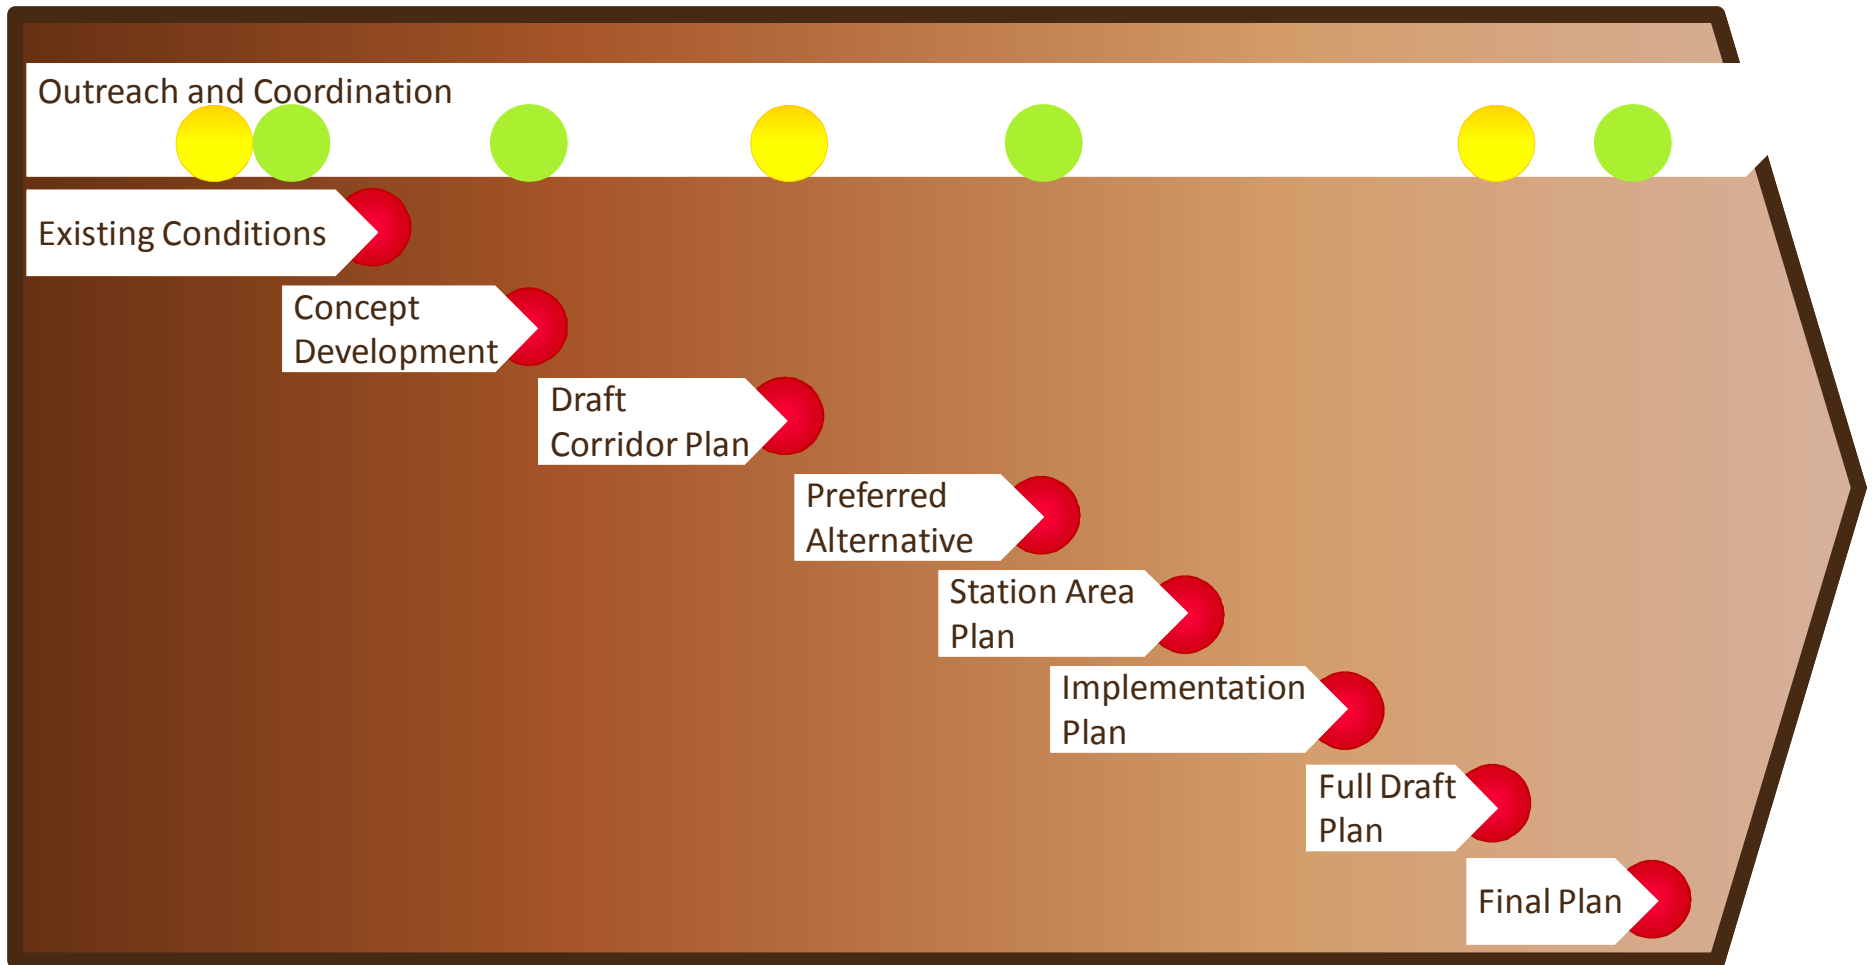 Outreach and Coordination
Existing Conditions
Concept
Development
Draft
Corridor Plan
Preferred
Alternative
Station Area
Plan
Implementation
Plan
Full Draft
Plan
Final Plan